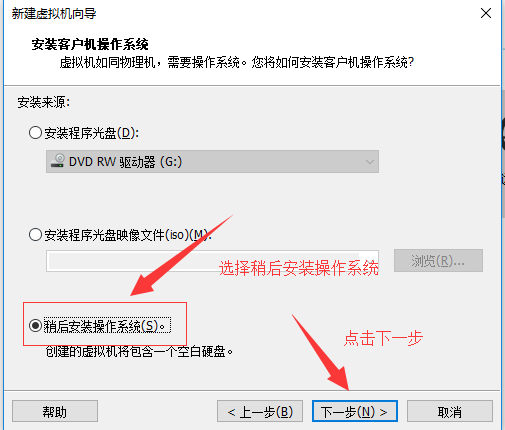 新建虚拟机向导
安装客户机操作系统
虚拟机如同物理机，需要操作系统。您将如何安装客户机操作系统?
安装来源:
安装程序光盘(D):
DVD RW 驱动器 (G:)
安装程序光盘映像文件(iso)(M):
浏览(R)...
选择稍后安装操作系统
稍后安装操作系统(S)。
点击下一步
创建的虚拟机将包含一个空白硬盘。
帮助
< 上一步(B)
下一步(N) >
取消